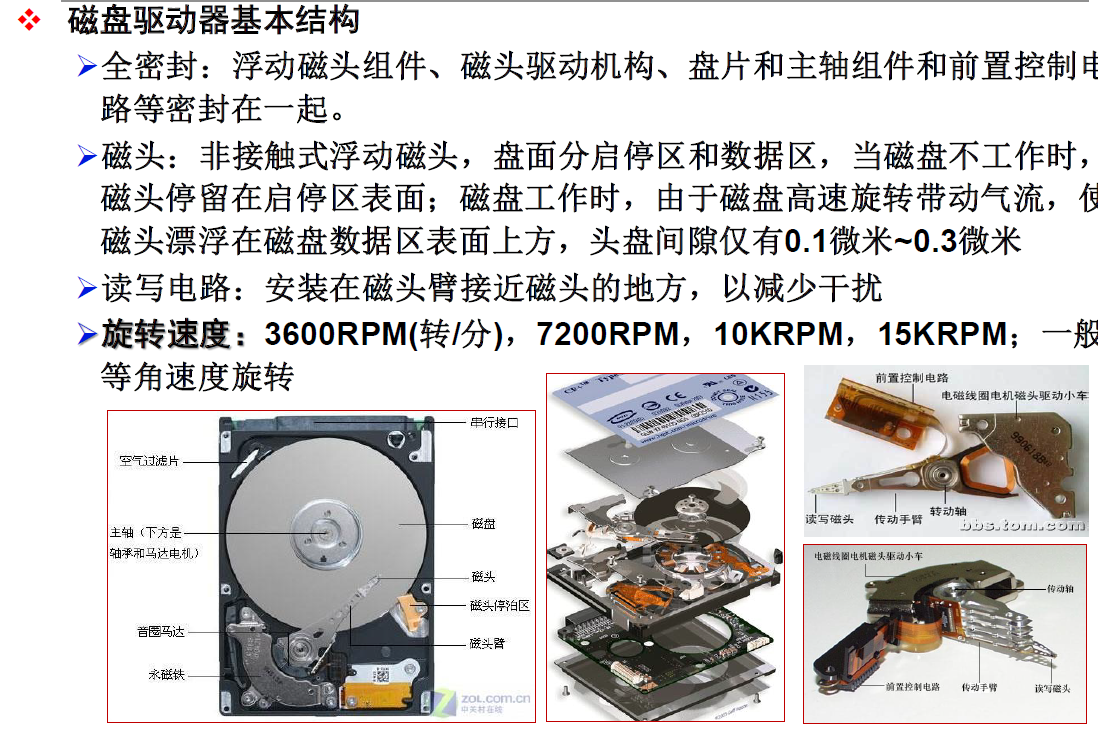 磁盘驱动器基本结构
全密封：浮动磁头组件、磁头驱动机构、盘片和主轴组件和前置控制电
路等密封在一起。
磁头：非接触式浮动磁头，盘面分启停区和数据区，当磁盘不工作时，
磁头停留在启停区表面；磁盘工作时，由于磁盘高速旋转带动气流，使
磁头漂浮在磁盘数据区表面上方，头盘间隙仅有0.1微米~0.3微米
读写电路：安装在磁头臂接近磁头的地方，以减少干扰
旋转速度：3600RPM(转/分)，7200RPM，10KRPM，15KRPM；一般
等角速度旋转
串行接口
空气过滤片
主轴（下方是
轴承和马达电机）
磁盘
磁头
磁头停泊区
音圈马达
磁头臂
永磁铁
ZOL.COM.CN
中关村在线
前置控制电路
电磁线圈电机磁头驱动小车
9906188
读写磁头
传动手臂
转动轴
bbs.tom.com
电磁线圈电机磁头驱动小车
传动轴
前置控制电路
传动手臂
读写磁头